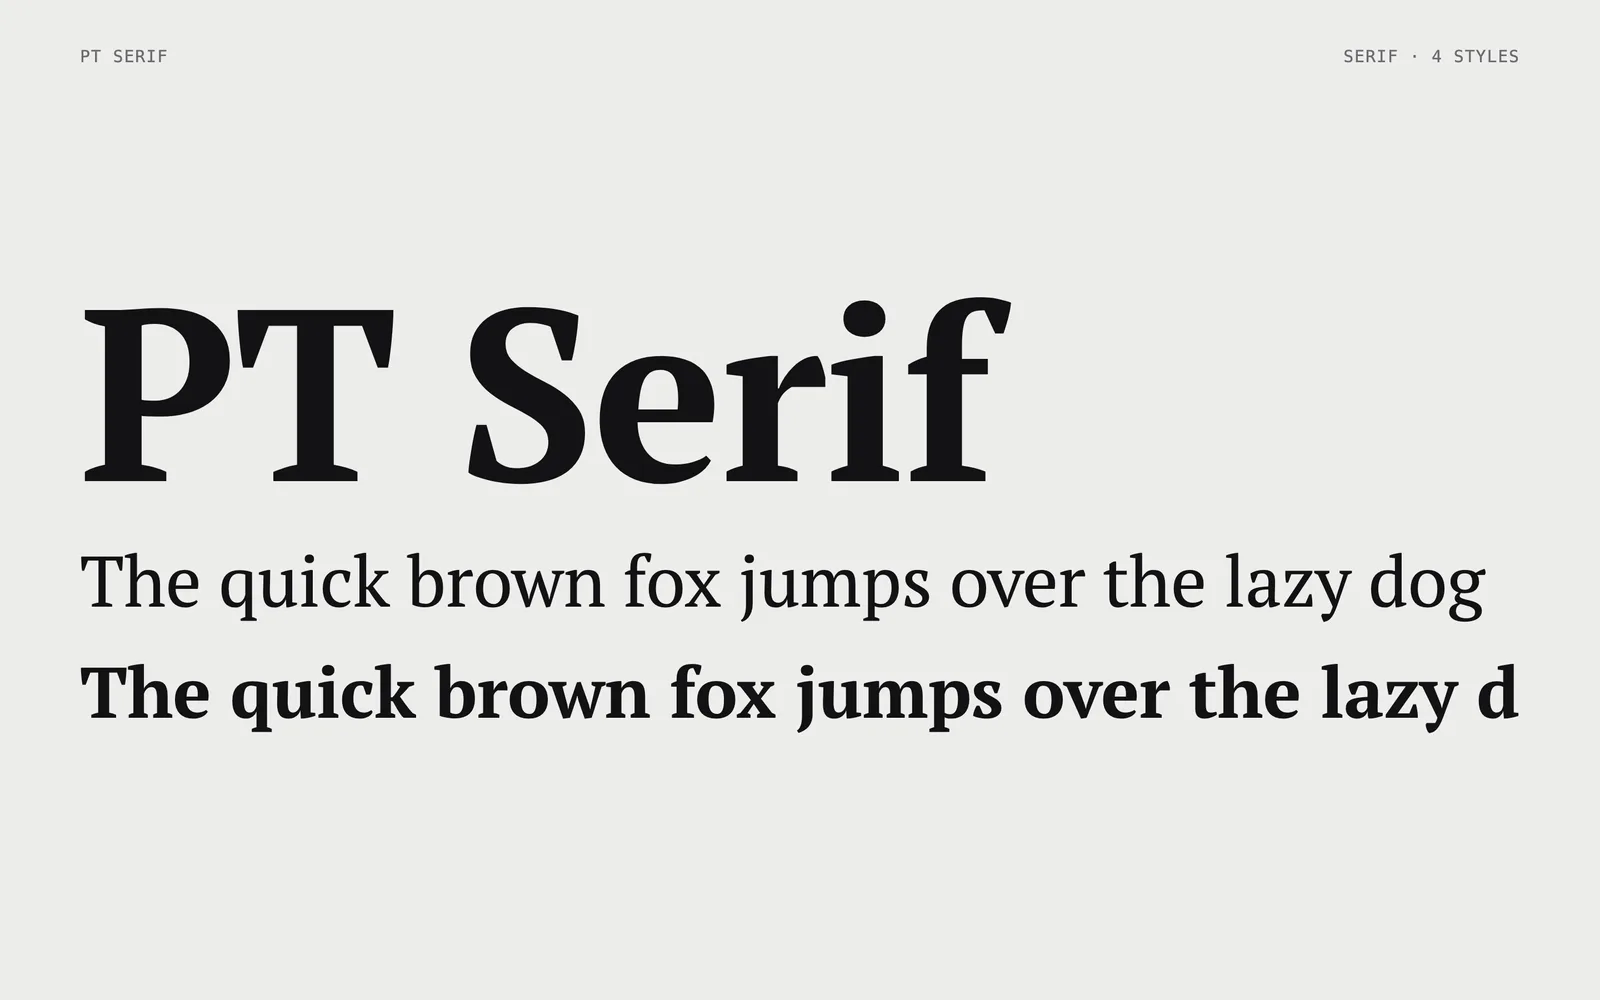 PT SERIF
SERIF · 4 STYLES
PT Serif
The quick brown fox jumps over the lazy dog
The quick brown fox jumps over the lazy d